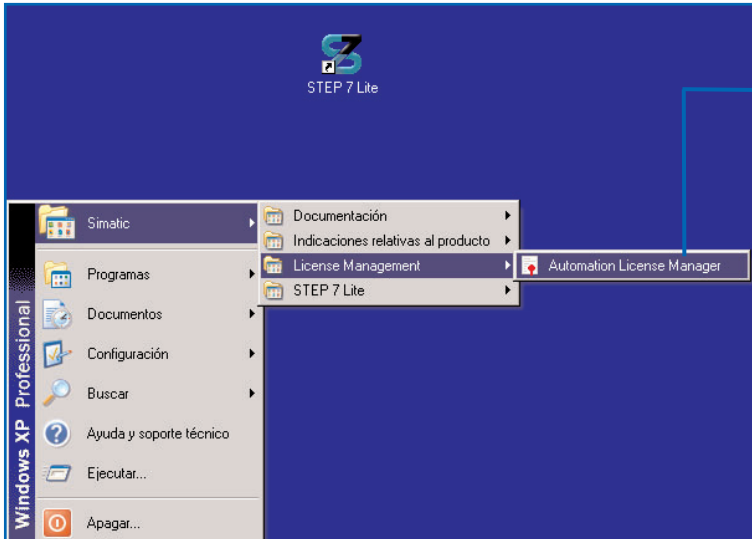 STEP 7 Lite
Simatic
Documentación
Indicaciones relativas al producto
License Management
Automation License Manager
STEP 7 Lite
Programas
Documentos
Configuración
Buscar
Ayuda y soporte técnico
Ejecutar...
Apagar...
Windows XP Professional